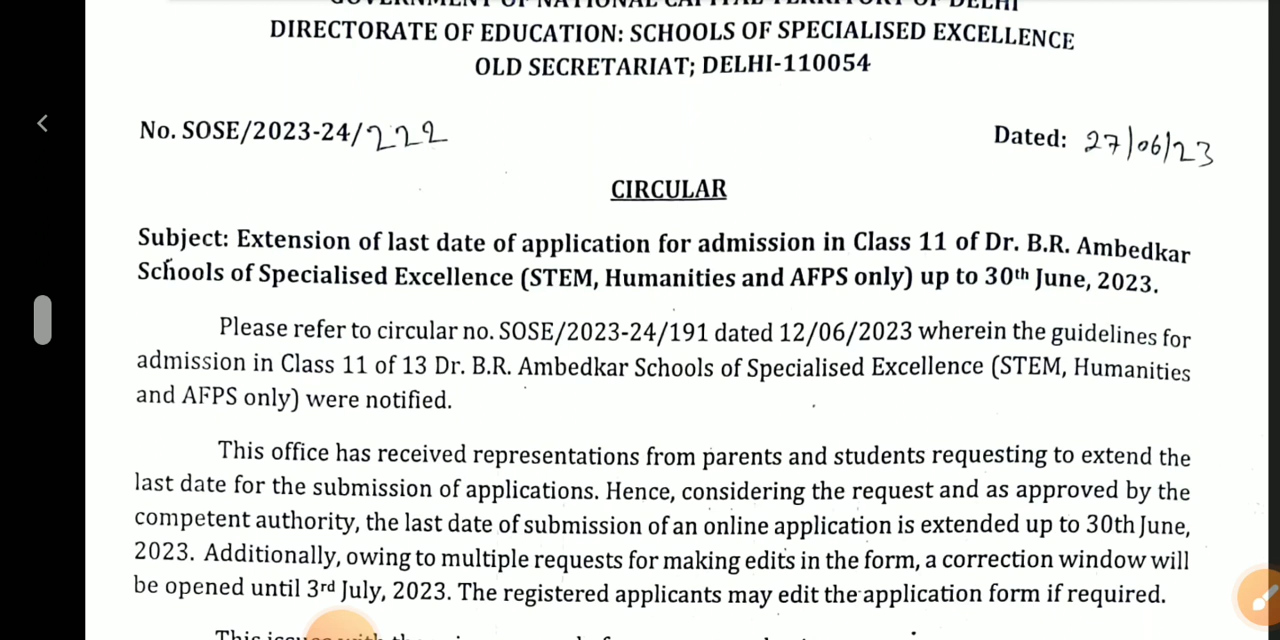 GOVERNMENT OF NATIONAL CAPITAL TERRITORY OF DELHI
DIRECTORATE OF EDUCATION: SCHOOLS OF SPECIALISED EXCELLENCE
OLD SECRETARIAT; DELHI-110054
No. SOSE/2023-24/222 Dated: 27/06/23
CIRCULAR
Subject: Extension of last date of application for admission in Class 11 of Dr. B.R. Ambedkar
Schools of Specialised Excellence (STEM, Humanities and AFPS only) up to 30th June, 2023.
Please refer to circular no. SOSE/2023-24/191 dated 12/06/2023 wherein the guidelines for
admission in Class 11 of 13 Dr. B.R. Ambedkar Schools of Specialised Excellence (STEM, Humanities
and AFPS only) were notified.
This office has received representations from parents and students requesting to extend the
last date for the submission of applications. Hence, considering the request and as approved by the
competent authority, the last date of submission of an online application is extended up to 30th June,
2023. Additionally, owing to multiple requests for making edits in the form, a correction window will
be opened until 3rd July, 2023. The registered applicants may edit the application form if required.
This